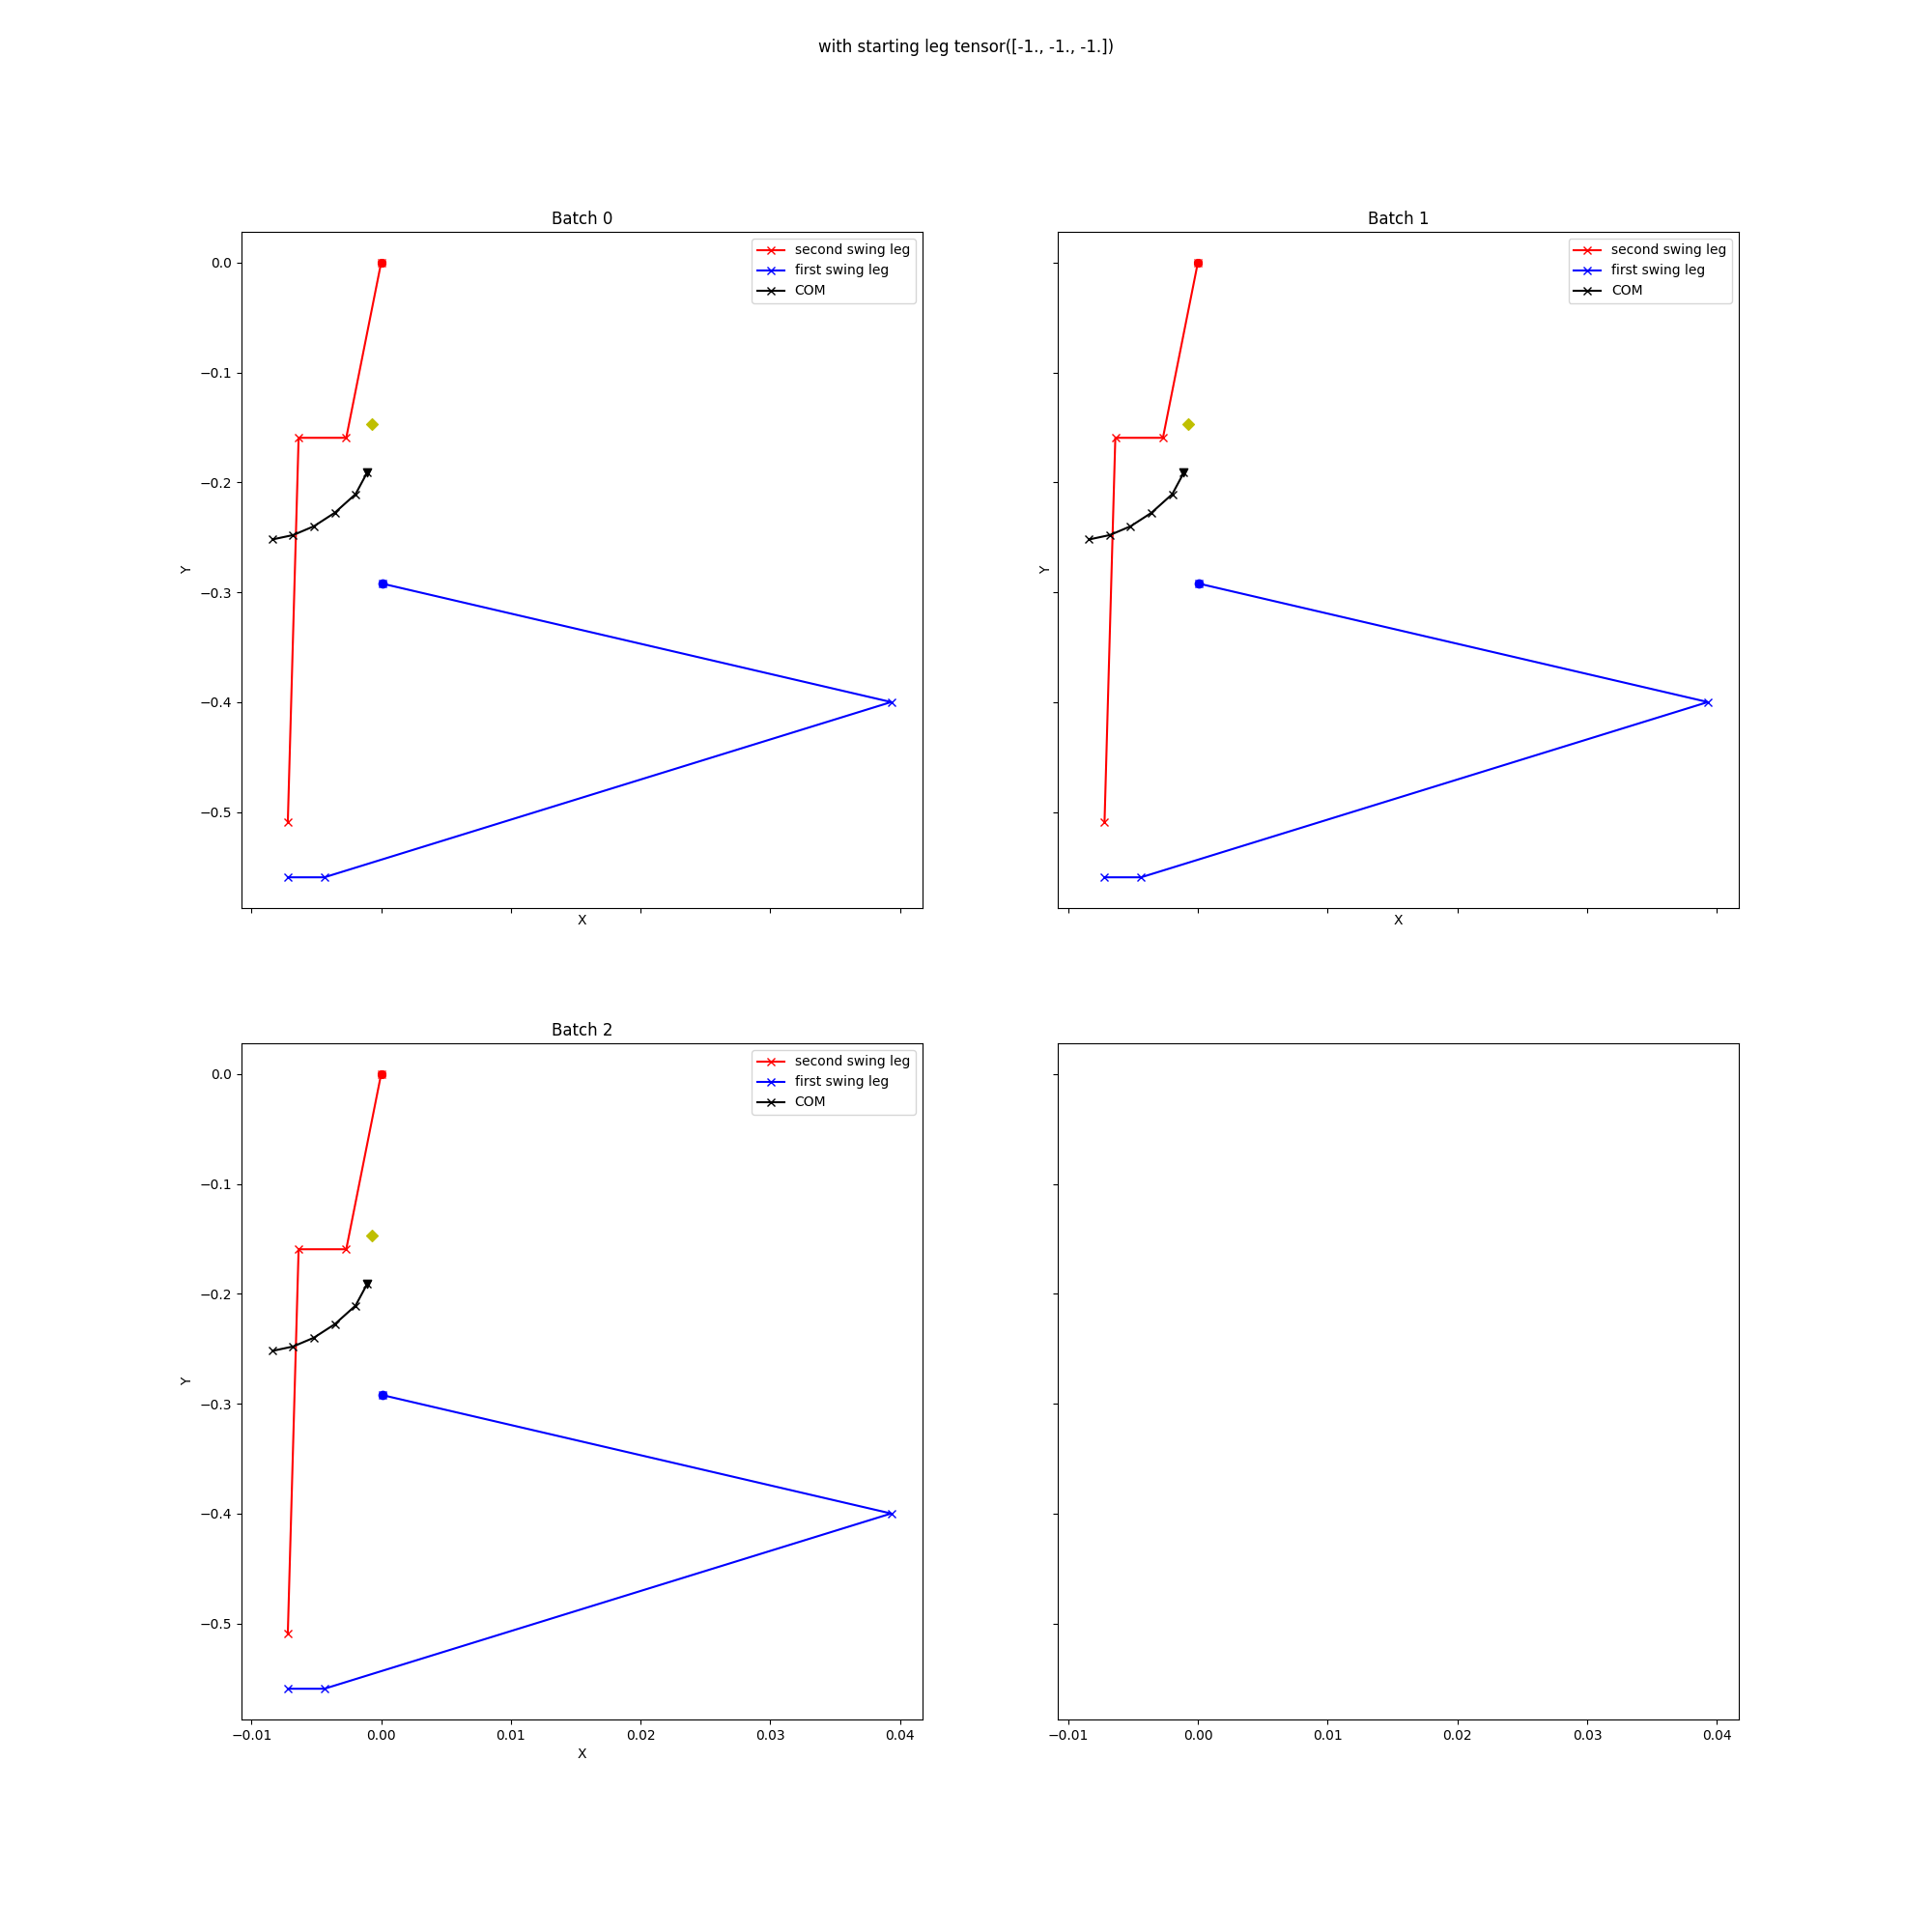 with starting leg tensor([-1., -1., -1.])
Batch 0
second swing leg
first swing leg
COM
0.0
−0.1
−0.2
−0.3
−0.4
−0.5
Y
X
Batch 1
second swing leg
first swing leg
COM
Y
X
Batch 2
second swing leg
first swing leg
COM
0.0
−0.1
−0.2
−0.3
−0.4
−0.5
Y
−0.01 0.00 0.01 0.02 0.03 0.04
X
−0.01 0.00 0.01 0.02 0.03 0.04